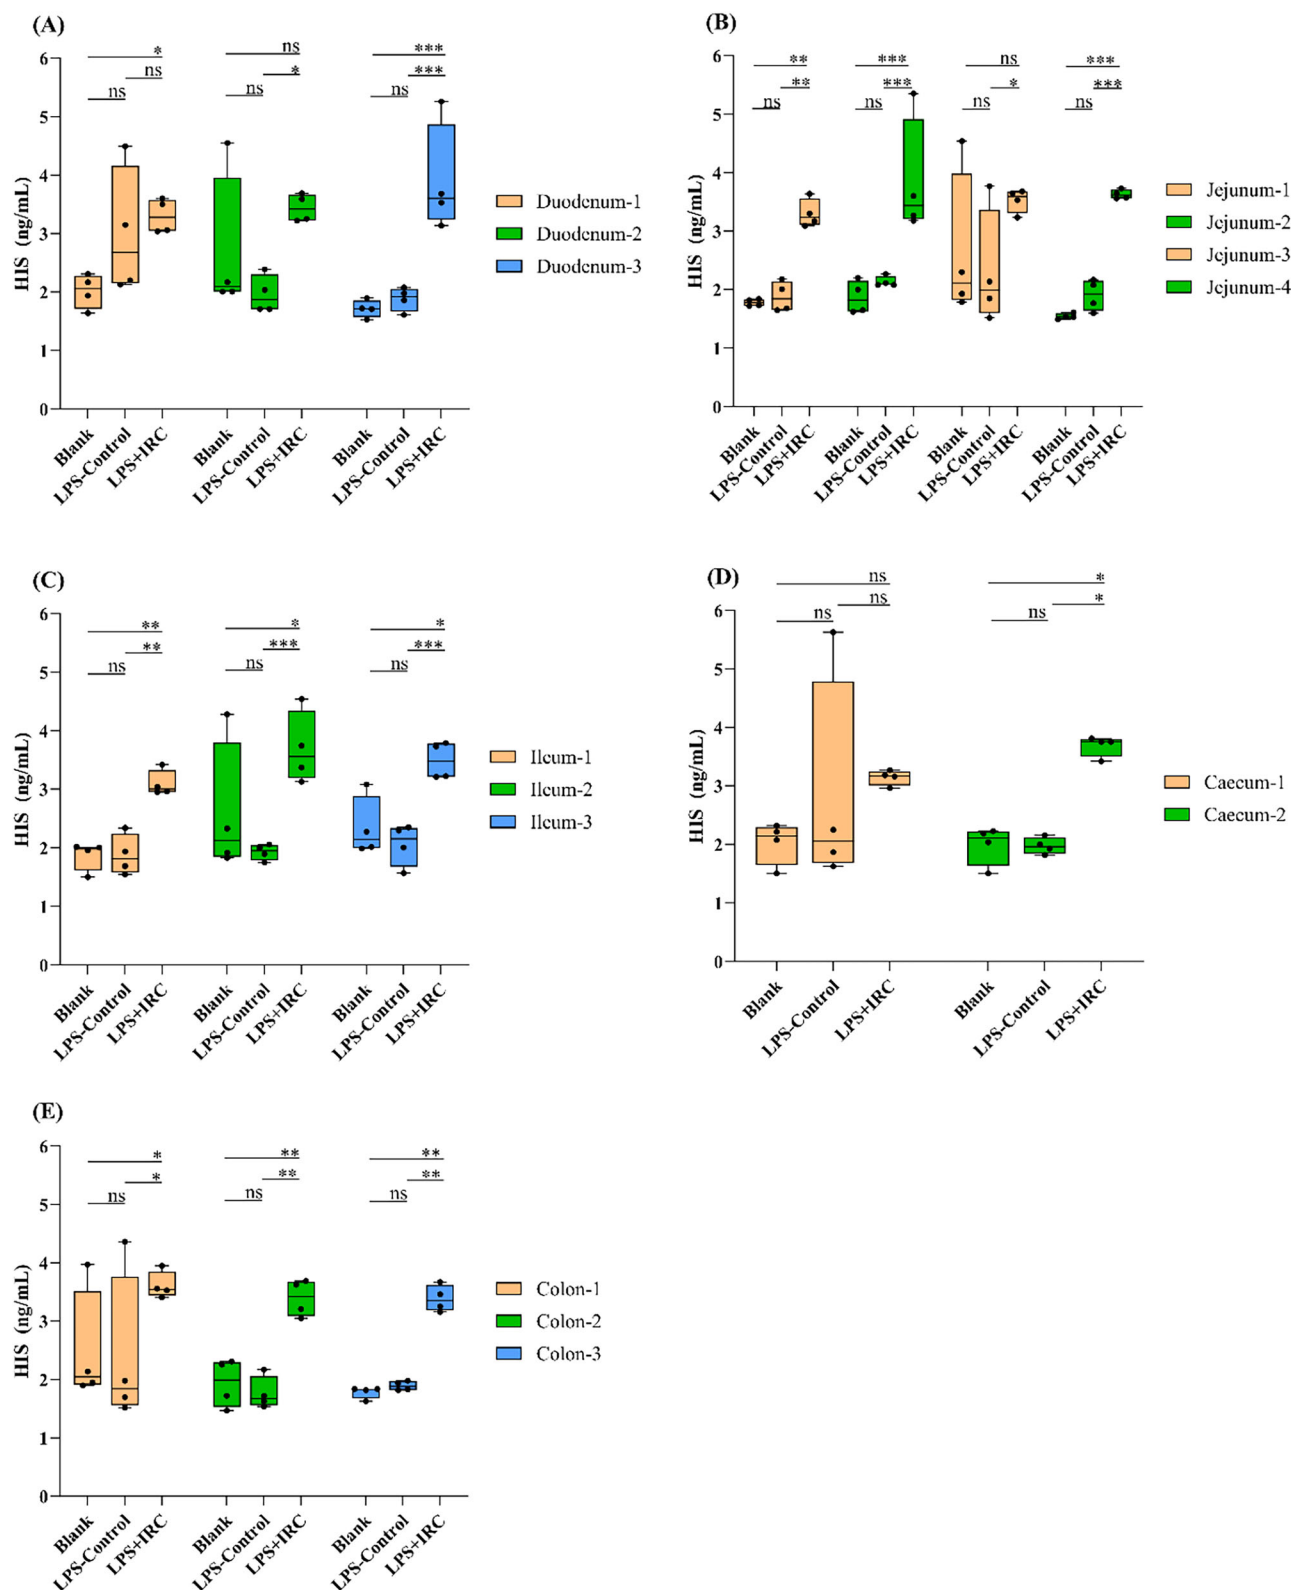 (A)
* ns ***
ns * ***
ns ns ns
HIS (ng/mL)
6
5
4
3
2
1
0
Blank
LPS-Control
LPS+IRC
Blank
LPS-Control
LPS+IRC
Blank
LPS-Control
LPS+IRC
Duodenum-1
Duodenum-2
Duodenum-3
(B)
** *** ns ***
** *** * ***
ns ns ns ns
HIS (ng/mL)
6
5
4
3
2
1
0
Blank
LPS-Control
LPS+IRC
Blank
LPS-Control
LPS+IRC
Blank
LPS-Control
LPS+IRC
Blank
LPS-Control
LPS+IRC
Jejunum-1
Jejunum-2
Jejunum-3
Jejunum-4
(C)
** * *
** *** ***
ns ns ns
HIS (ng/mL)
6
5
4
3
2
1
0
Blank
LPS-Control
LPS+IRC
Blank
LPS-Control
LPS+IRC
Blank
LPS-Control
LPS+IRC
Ileum-1
Ileum-2
Ileum-3
(D)
ns *
ns *
ns ns
HIS (ng/mL)
6
5
4
3
2
1
0
Blank
LPS-Control
LPS+IRC
Blank
LPS-Control
LPS+IRC
Caecum-1
Caecum-2
(E)
* ** **
* ** **
ns ns ns
HIS (ng/mL)
6
5
4
3
2
1
0
Blank
LPS-Control
LPS+IRC
Blank
LPS-Control
LPS+IRC
Blank
LPS-Control
LPS+IRC
Colon-1
Colon-2
Colon-3